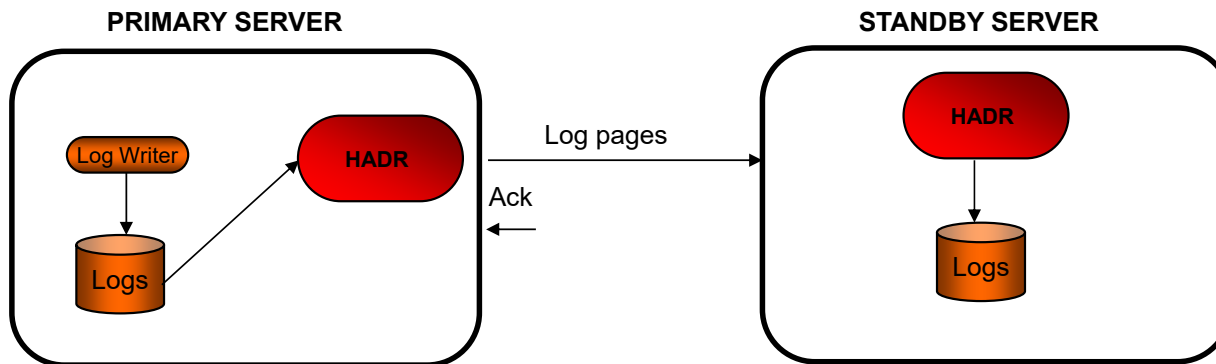 PRIMARY SERVER
STANDBY SERVER
Log Writer
HADR
Logs
Log pages
Ack
HADR
Logs